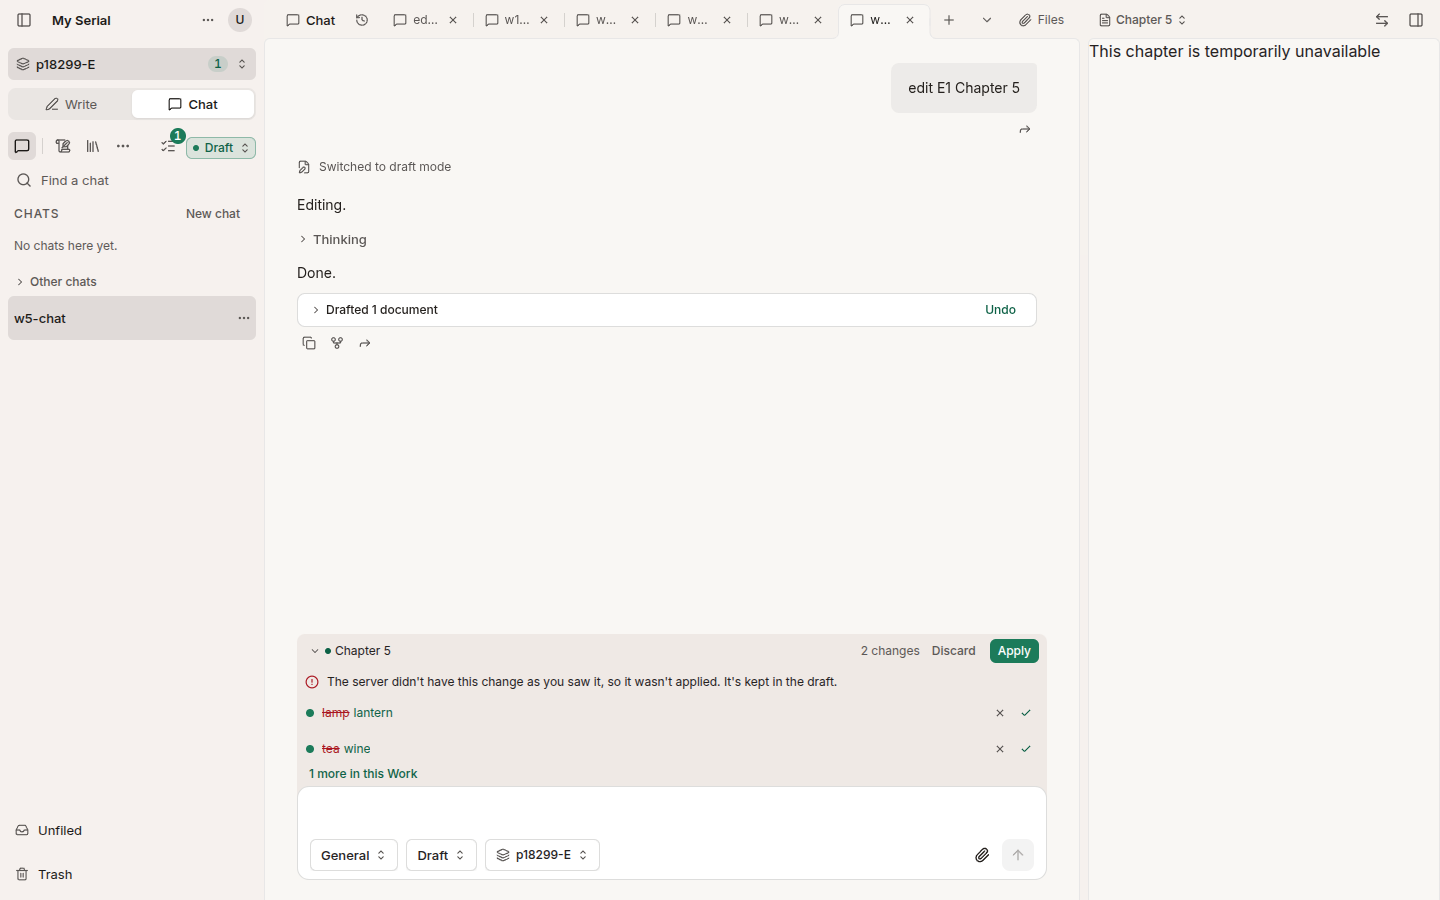 My Serial
U
p18299-E
1
Write
Chat
1
Draft
Find a chat
CHATS
New chat
No chats here yet.
Other chats
w5-chat
Unfiled
Trash
Chat
ed...
w1...
w...
w...
w...
w...
Files
Chapter 5
This chapter is temporarily unavailable
edit E1 Chapter 5
Switched to draft mode
Editing.
Thinking
Done.
Drafted 1 document
Undo
Chapter 5
2 changes
Discard
Apply
The server didn't have this change as you saw it, so it wasn't applied. It's kept in the draft.
lamp lantern
tea wine
1 more in this Work
General
Draft
p18299-E